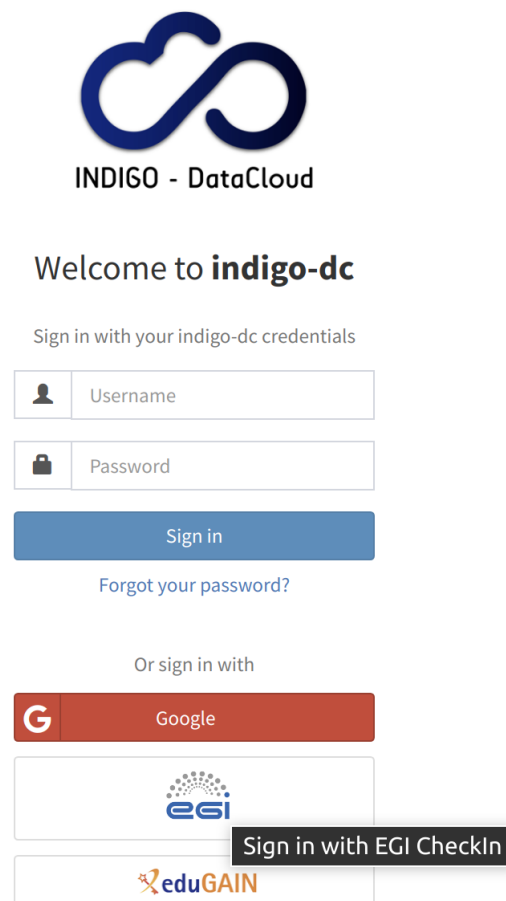 INDIGO - DataCloud
Welcome to indigo-dc
Sign in with your indigo-dc credentials
Username
Password
Sign in
Forgot your password?
Or sign in with
G Google
egi
Sign in with EGI CheckIn
eduGAIN